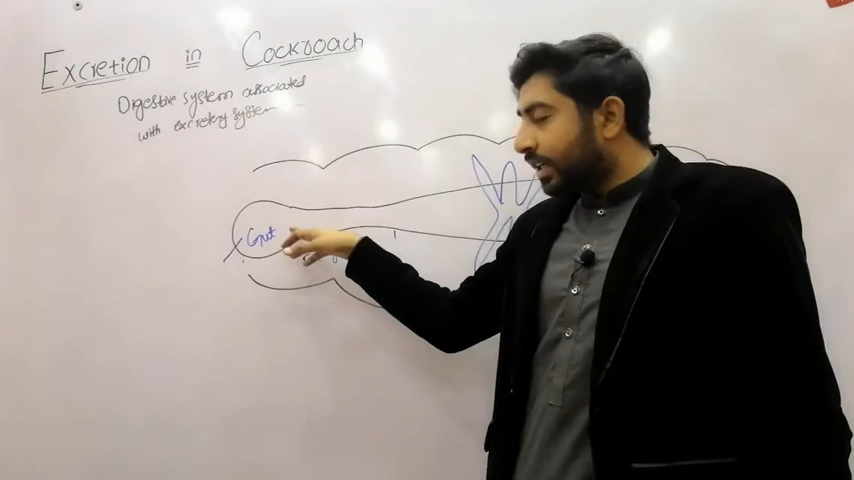 Excretion in Cockroach
Digestive system associated
with excretory system
Gut